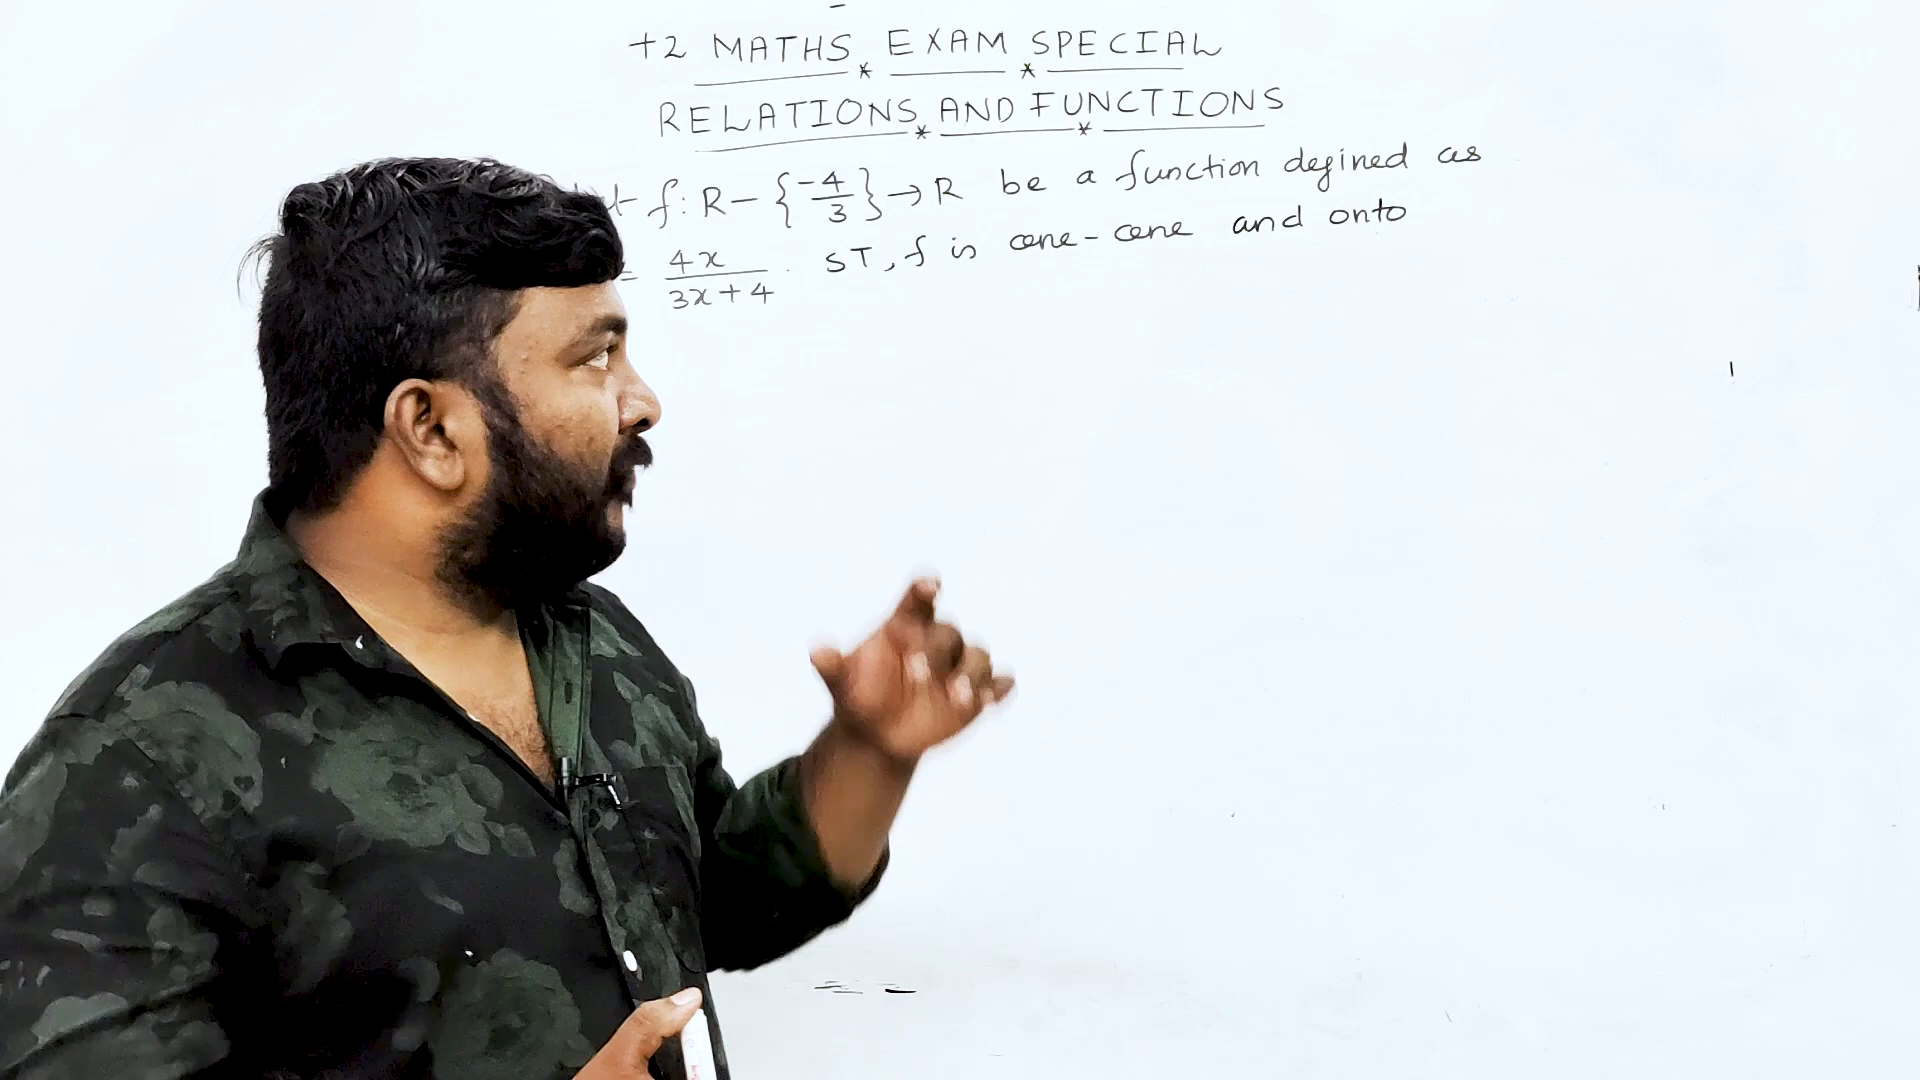 +2 MATHS EXAM SPECIAL
RELATIONS AND FUNCTIONS
f: R - {-4/3} → R be a function defined as
= 4x/3x+4 . ST, f is one-one and onto